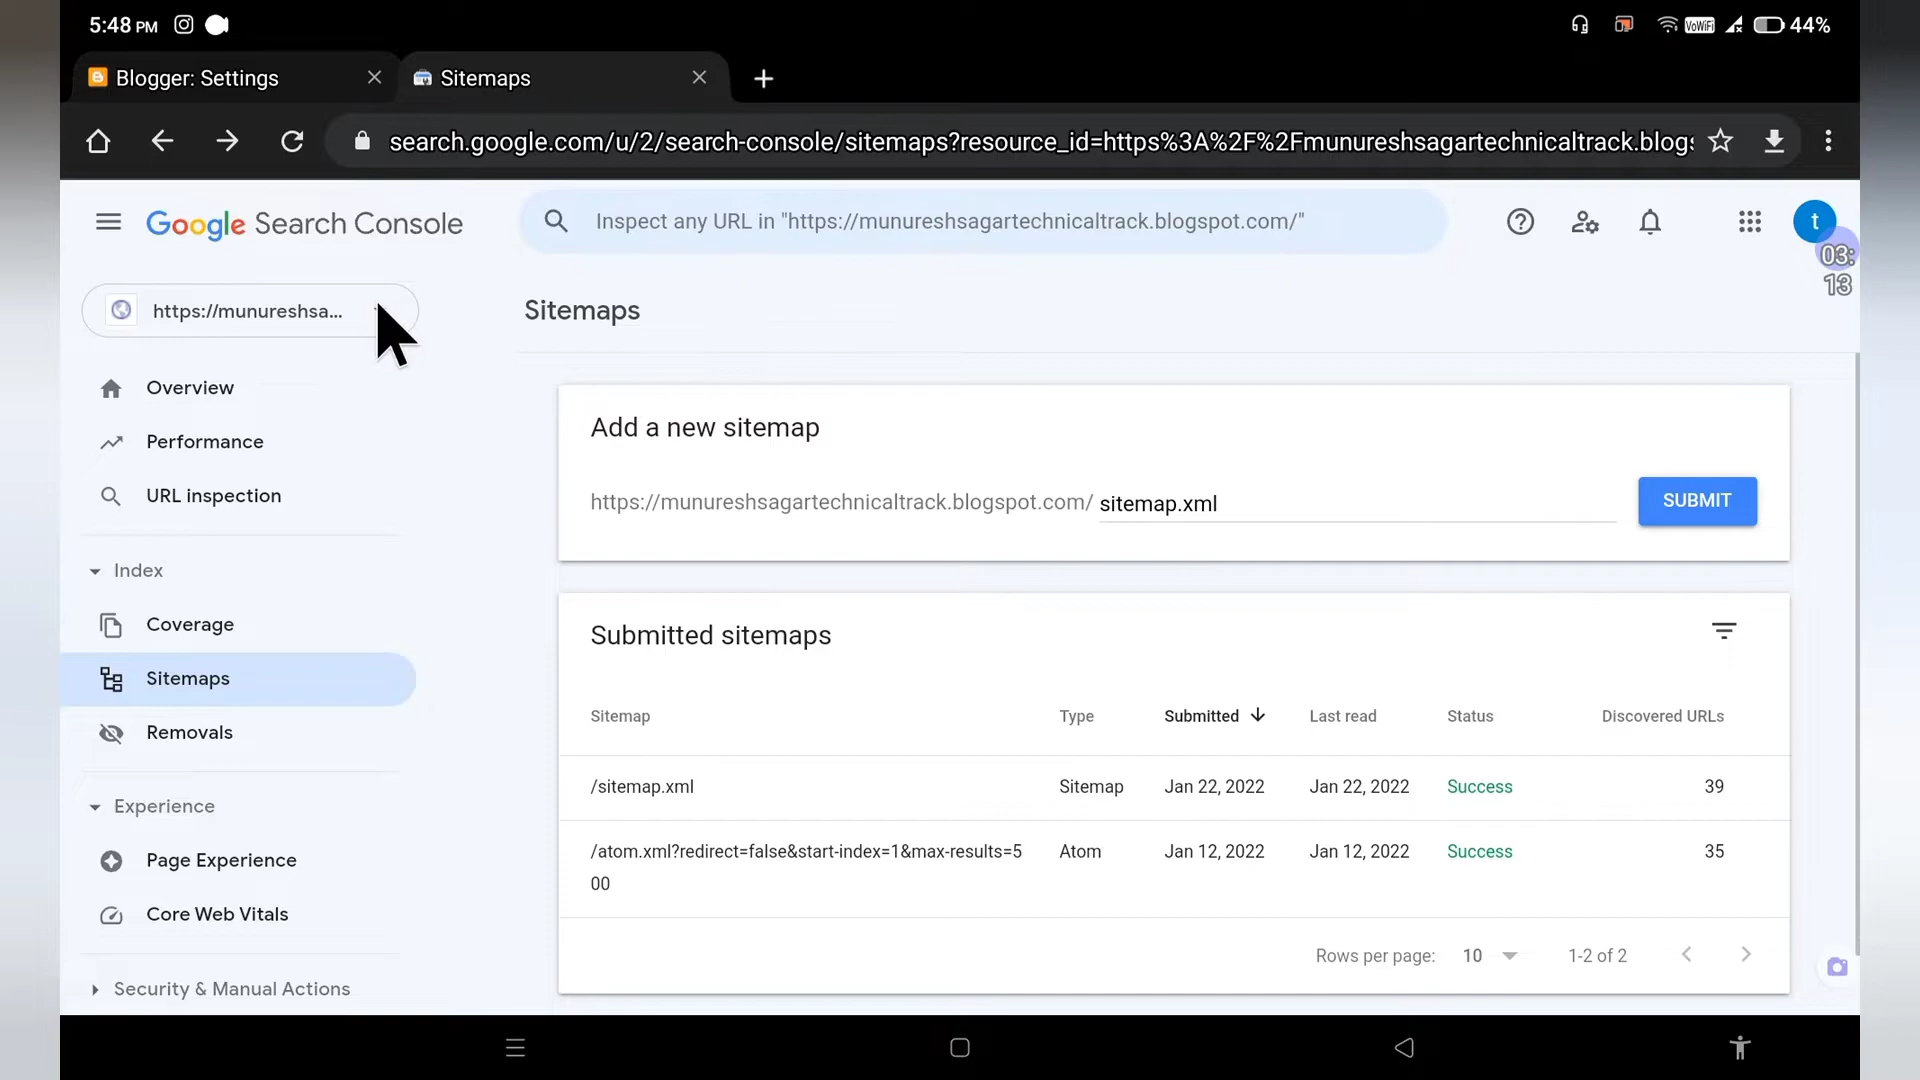 5:48 PM
VoWiFi
44%
Blogger: Settings
Sitemaps
search.google.com/u/2/search-console/sitemaps?resource_id=https%3A%2F%2Fmunureshsagartechnicaltrack.blogs
Google Search Console
Inspect any URL in "https://munureshsagartechnicaltrack.blogspot.com/"
t
03:
13
https://munureshsa...
Sitemaps
Overview
Performance
URL inspection
Index
Coverage
Sitemaps
Removals
Experience
Page Experience
Core Web Vitals
Security & Manual Actions
Add a new sitemap
https://munureshsagartechnicaltrack.blogspot.com/ sitemap.xml
SUBMIT
Submitted sitemaps
Sitemap Type Submitted Last read Status Discovered URLs
/sitemap.xml Sitemap Jan 22, 2022 Jan 22, 2022 Success 39
/atom.xml?redirect=false&start-index=1&max-results=5 Atom Jan 12, 2022 Jan 12, 2022 Success 35
00
Rows per page: 10 1-2 of 2